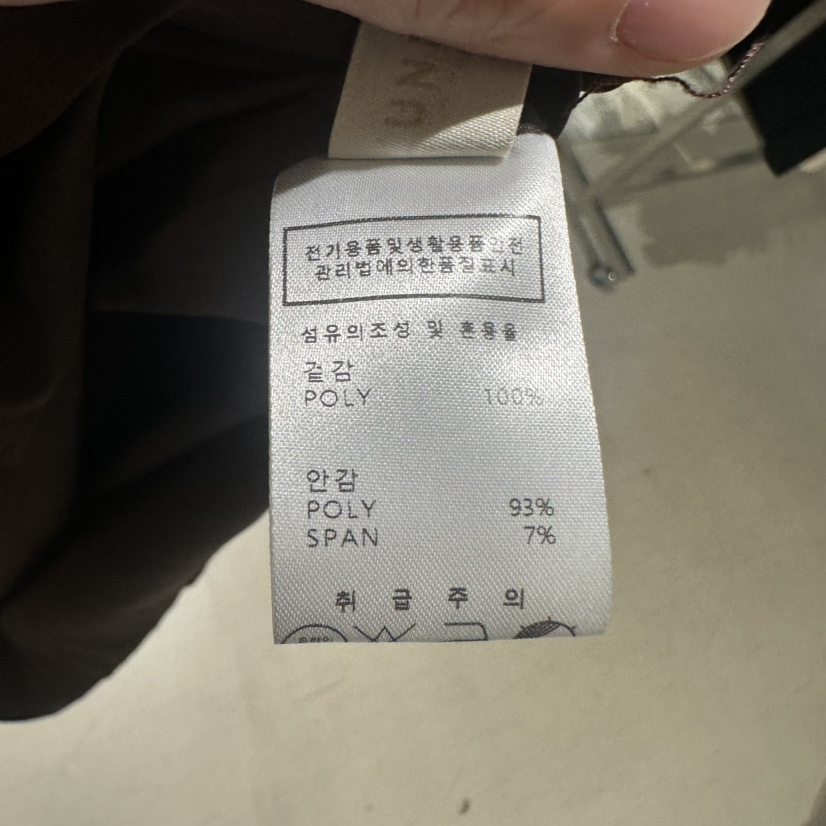 UN
전기용품및생활용품안전
관리법에의한품질표시
섬유의조성 및 혼용율
겉감
POLY 100%
안감
POLY 93%
SPAN 7%
취 급 주 의